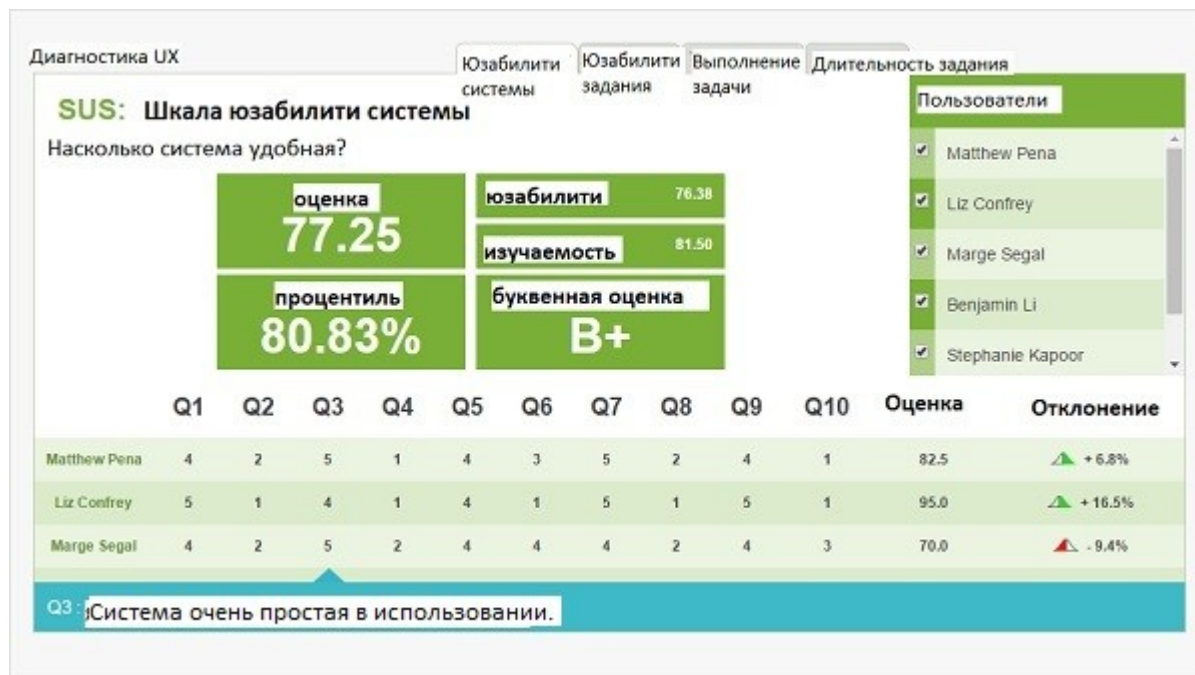 Диагностика UX
Юзабилити системы
Юзабилити задания
Выполнение задачи
Длительность задания
SUS: Шкала юзабилити системы
Насколько система удобная?
оценка
77.25
юзабилити 76.38
изучаемость 81.50
процентиль
80.83%
буквенная оценка
B+
Пользователи
Matthew Pena
Liz Confrey
Marge Segal
Benjamin Li
Stephanie Kapoor
Q1 Q2 Q3 Q4 Q5 Q6 Q7 Q8 Q9 Q10 Оценка Отклонение
Matthew Pena 4 2 5 1 4 3 5 2 4 1 82.5 + 6.8%
Liz Confrey 5 1 4 1 4 1 5 1 5 1 95.0 + 16.5%
Marge Segal 4 2 5 2 4 4 4 2 4 3 70.0 - 9.4%
Q3 : Система очень простая в использовании.